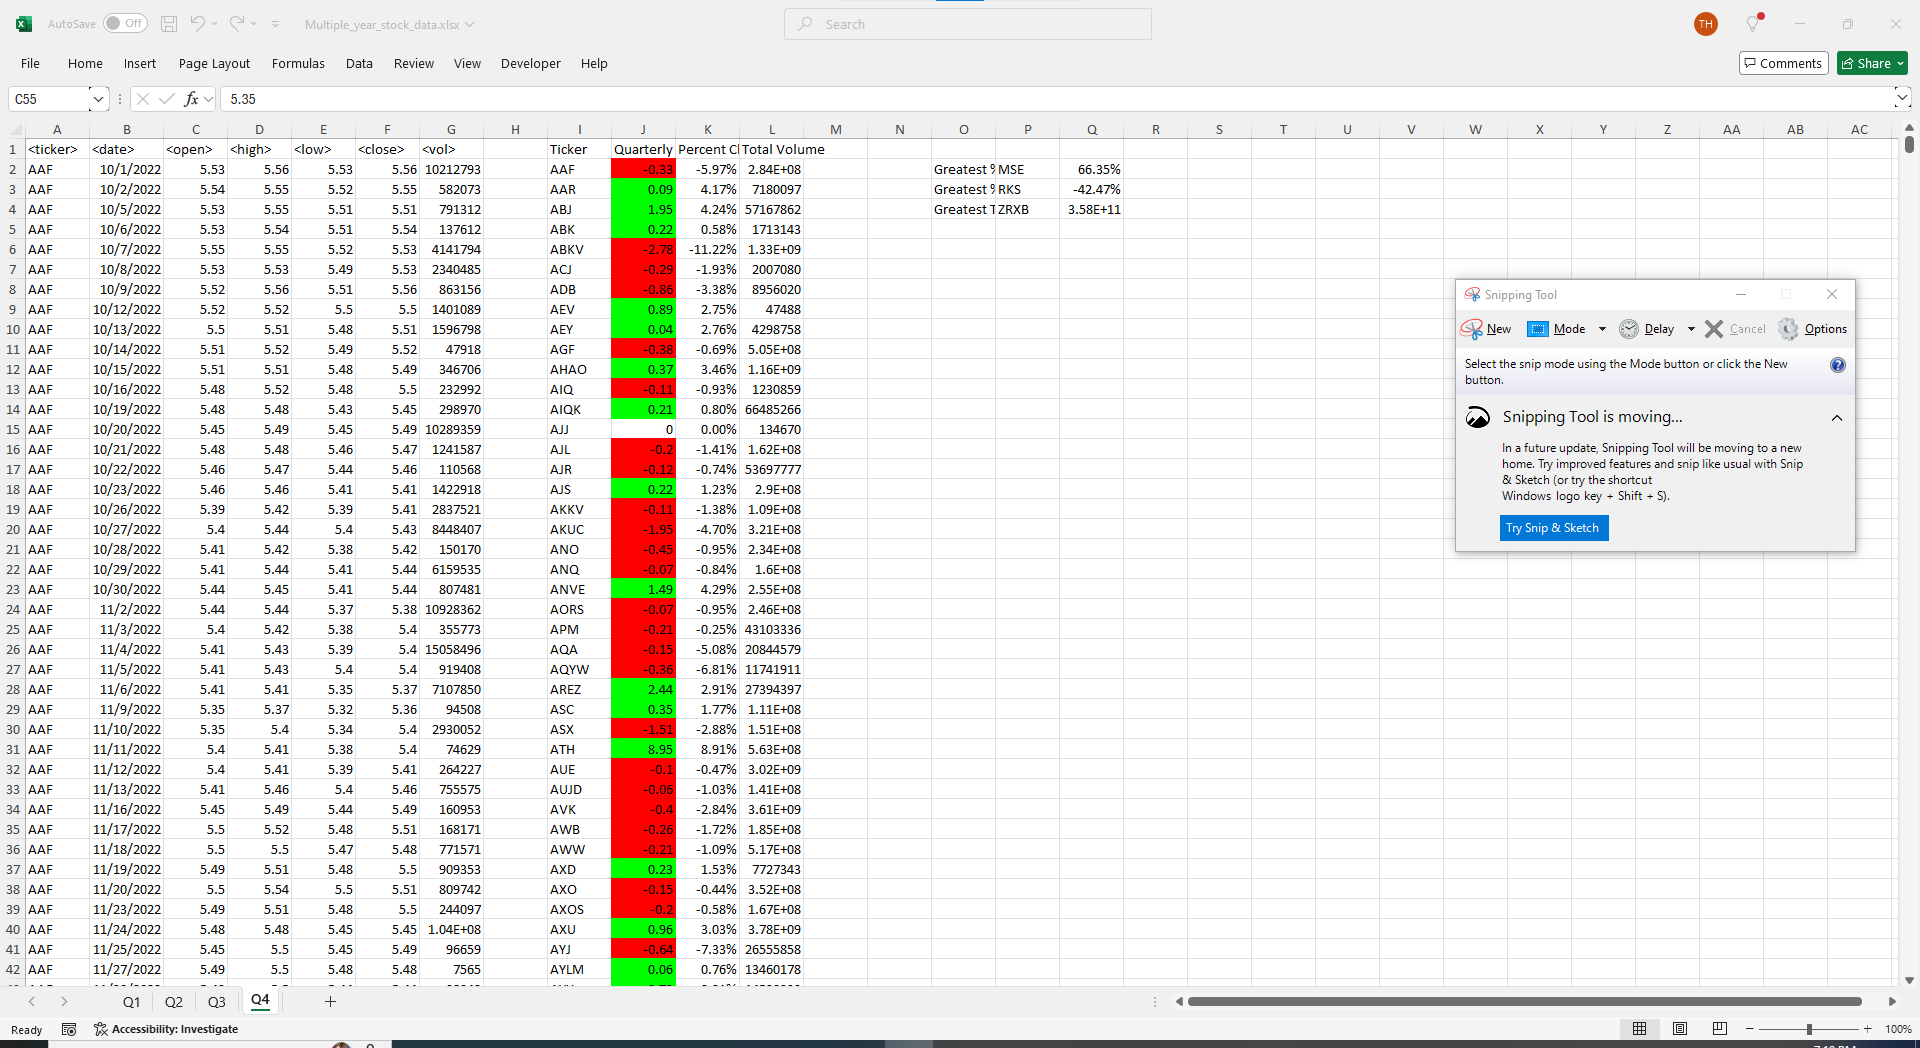 AutoSave Off Multiple_year_stock_data.xlsx Search TH
File Home Insert Page Layout Formulas Data Review View Developer Help Comments Share
C55 fx 5.35
A B C D E F G H I J K L M N O P Q R S T U V W X Y Z AA AB AC
1 <ticker> <date> <open> <high> <low> <close> <vol> Ticker Quarterly Percent Cl Total Volume
2 AAF 10/1/2022 5.53 5.56 5.53 5.56 10212793 AAF -0.33 -5.97% 2.84E+08 Greatest % MSE 66.35%
3 AAF 10/2/2022 5.54 5.55 5.52 5.55 582073 AAR 0.09 4.17% 7180097 Greatest % RKS -42.47%
4 AAF 10/5/2022 5.53 5.55 5.51 5.51 791312 ABJ 1.95 4.24% 57167862 Greatest T ZRXB 3.58E+11
5 AAF 10/6/2022 5.53 5.54 5.51 5.54 137612 ABK 0.22 0.58% 1713143
6 AAF 10/7/2022 5.55 5.55 5.52 5.53 4141794 ABKV -2.78 -11.22% 1.33E+09
7 AAF 10/8/2022 5.53 5.53 5.49 5.53 2340485 ACJ -0.29 -1.93% 2007080
8 AAF 10/9/2022 5.52 5.56 5.51 5.56 863156 ADB -0.86 -3.38% 8956020
9 AAF 10/12/2022 5.52 5.52 5.5 5.5 1401089 AEV 0.89 2.75% 47488
10 AAF 10/13/2022 5.5 5.51 5.48 5.51 1596798 AEY 0.04 2.76% 4298758
11 AAF 10/14/2022 5.51 5.52 5.49 5.52 47918 AGF -0.38 -0.69% 5.05E+08
12 AAF 10/15/2022 5.51 5.51 5.48 5.49 346706 AHAO 0.37 3.46% 1.16E+09
13 AAF 10/16/2022 5.48 5.52 5.48 5.5 232992 AIQ -0.11 -0.93% 1230859
14 AAF 10/19/2022 5.48 5.48 5.43 5.45 298970 AIQK 0.21 0.80% 66485266
15 AAF 10/20/2022 5.45 5.49 5.45 5.49 10289359 AJJ 0 0.00% 134670
16 AAF 10/21/2022 5.48 5.48 5.46 5.47 1241587 AJL -0.2 -1.41% 1.62E+08
17 AAF 10/22/2022 5.46 5.47 5.44 5.46 110568 AJR -0.12 -0.74% 53697777
18 AAF 10/23/2022 5.46 5.46 5.41 5.41 1422918 AJS 0.22 1.23% 2.9E+08
19 AAF 10/26/2022 5.39 5.42 5.39 5.41 2837521 AKKV -0.11 -1.38% 1.09E+08
20 AAF 10/27/2022 5.4 5.44 5.4 5.43 8448407 AKUC -1.95 -4.70% 3.21E+08
21 AAF 10/28/2022 5.41 5.42 5.38 5.42 150170 ANO -0.45 -0.95% 2.34E+08
22 AAF 10/29/2022 5.41 5.44 5.41 5.44 6159535 ANQ -0.07 -0.84% 1.6E+08
23 AAF 10/30/2022 5.44 5.45 5.41 5.44 807481 ANVE 1.49 4.29% 2.55E+08
24 AAF 11/2/2022 5.44 5.44 5.37 5.38 10928362 AORS -0.07 -0.95% 2.46E+08
25 AAF 11/3/2022 5.4 5.42 5.38 5.4 355773 APM -0.21 -0.25% 43103336
26 AAF 11/4/2022 5.41 5.43 5.39 5.4 15058496 AQA -0.15 -5.08% 20844579
27 AAF 11/5/2022 5.41 5.43 5.4 5.4 919408 AQYW -0.36 -6.81% 11741911
28 AAF 11/6/2022 5.41 5.41 5.35 5.37 7107850 AREZ 2.44 2.91% 27394397
29 AAF 11/9/2022 5.35 5.37 5.32 5.36 94508 ASC 0.35 1.77% 1.11E+08
30 AAF 11/10/2022 5.35 5.4 5.34 5.4 2930052 ASX -1.51 -2.88% 1.51E+08
31 AAF 11/11/2022 5.4 5.41 5.38 5.4 74629 ATH 8.95 8.91% 5.63E+08
32 AAF 11/12/2022 5.4 5.41 5.39 5.41 264227 AUE -0.1 -0.47% 3.02E+09
33 AAF 11/13/2022 5.41 5.46 5.4 5.46 755575 AUJD -0.06 -1.03% 1.41E+08
34 AAF 11/16/2022 5.45 5.49 5.44 5.49 160953 AVK -0.4 -2.84% 3.61E+09
35 AAF 11/17/2022 5.5 5.52 5.48 5.51 168171 AWB -0.26 -1.72% 1.85E+08
36 AAF 11/18/2022 5.5 5.5 5.47 5.48 771571 AWW -0.21 -1.09% 5.17E+08
37 AAF 11/19/2022 5.49 5.51 5.48 5.5 909353 AXD 0.23 1.53% 7727343
38 AAF 11/20/2022 5.5 5.54 5.5 5.51 809742 AXO -0.15 -0.44% 3.52E+08
39 AAF 11/23/2022 5.49 5.51 5.48 5.5 244097 AXOS -0.2 -0.58% 1.67E+08
40 AAF 11/24/2022 5.48 5.48 5.45 5.45 1.04E+08 AXU 0.96 3.03% 3.78E+09
41 AAF 11/25/2022 5.45 5.5 5.45 5.49 96659 AYJ -0.64 -7.33% 26555858
42 AAF 11/27/2022 5.49 5.5 5.48 5.48 7565 AYLM 0.06 0.76% 13460178
Snipping Tool
New Mode Delay Cancel Options
Select the snip mode using the Mode button or click the New
button.
Snipping Tool is moving...
In a future update, Snipping Tool will be moving to a new
home. Try improved features and snip like usual with Snip
& Sketch (or try the shortcut
Windows logo key + Shift + S).
Try Snip & Sketch
Q1 Q2 Q3 Q4
Ready Accessibility: Investigate 100%